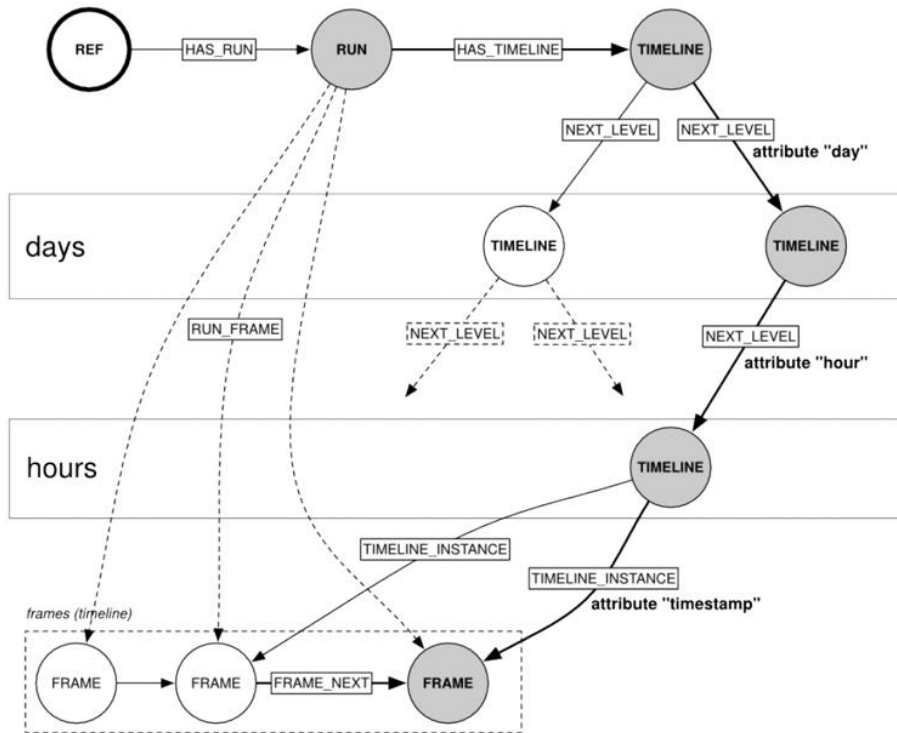 REF
HAS_RUN
RUN
HAS_TIMELINE
TIMELINE
NEXT_LEVEL
NEXT_LEVEL
attribute "day"
days
TIMELINE
TIMELINE
RUN_FRAME
NEXT_LEVEL
NEXT_LEVEL
NEXT_LEVEL
attribute "hour"
hours
TIMELINE
TIMELINE_INSTANCE
TIMELINE_INSTANCE
attribute "timestamp"
frames (timeline)
FRAME
FRAME
FRAME_NEXT
FRAME